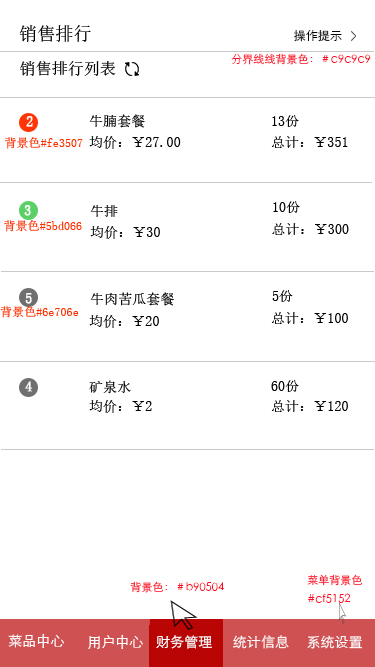 销售排行
操作提示
分界线线背景色：#c9c9c9
销售排行列表
2 牛腩套餐 13份
背景色#fe3507 均价：￥27.00 总计：￥351
3 牛排 10份
背景色#5bd066 均价：￥30 总计：￥300
5 牛肉苦瓜套餐 5份
背景色#6e706e 均价：￥20 总计：￥100
4 矿泉水 60份
均价：￥2 总计：￥120
背景色：#b90504
菜单背景色
#cf5152
菜品中心 用户中心 财务管理 统计信息 系统设置